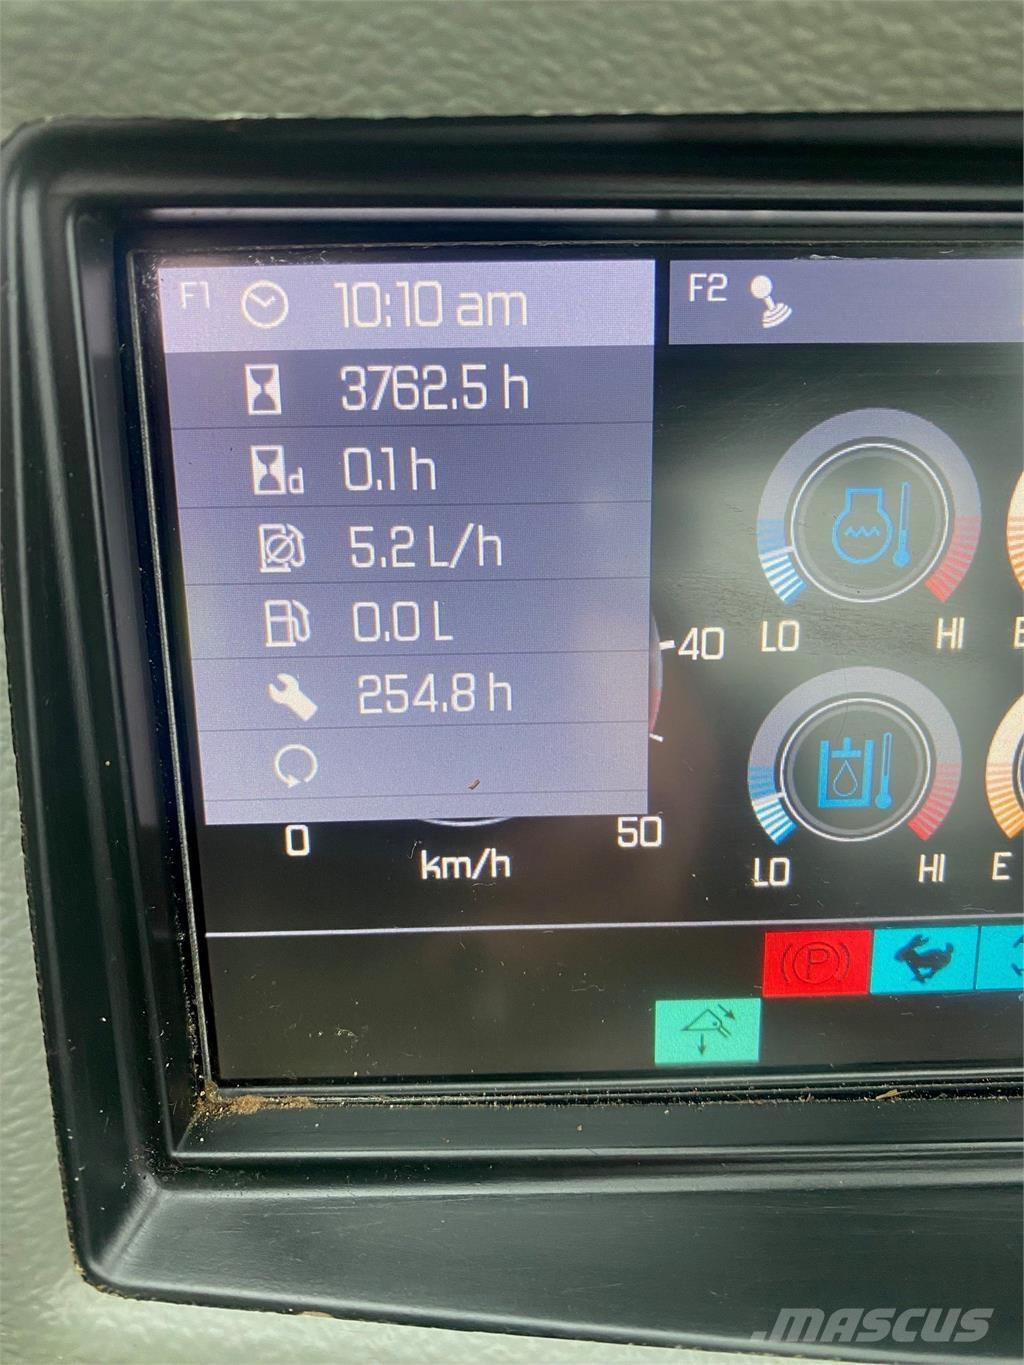 F1 10:10 am
F2
3762.5 h
d 0.1 h
5.2 L/h
0.0 L
40 LO HI E
254.8 h
0 50
km/h LO HI E
P
MASCUS